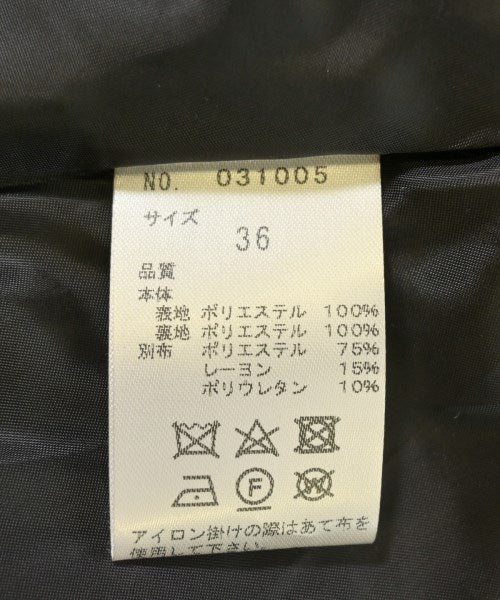 NO. 031005
サイズ
36
品質
本体
表地 ポリエステル 100%
裏地 ポリエステル 100%
別布 ポリエステル 75%
レーヨン 15%
ポリウレタン 10%
F W
アイロン掛けの際はあて布を
使用して下さい。